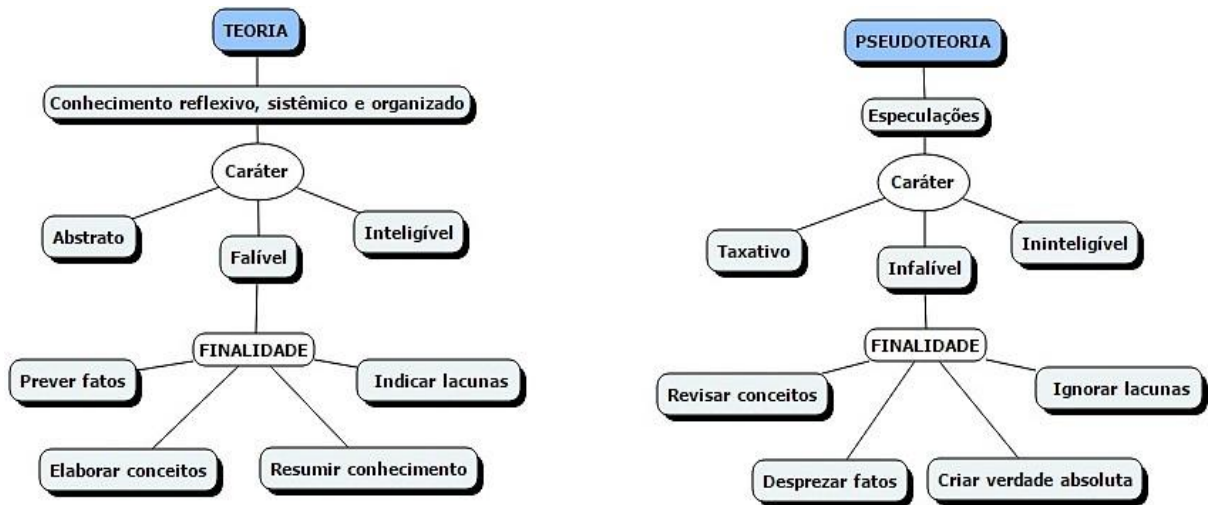 TEORIA
Conhecimento reflexivo, sistêmico e organizado
Caráter
Abstrato
Falível
Inteligível
FINALIDADE
Prever fatos
Indicar lacunas
Elaborar conceitos
Resumir conhecimento
PSEUDOTEORIA
Especulações
Caráter
Taxativo
Infalível
Ininteligível
FINALIDADE
Revisar conceitos
Ignorar lacunas
Desprezar fatos
Criar verdade absoluta